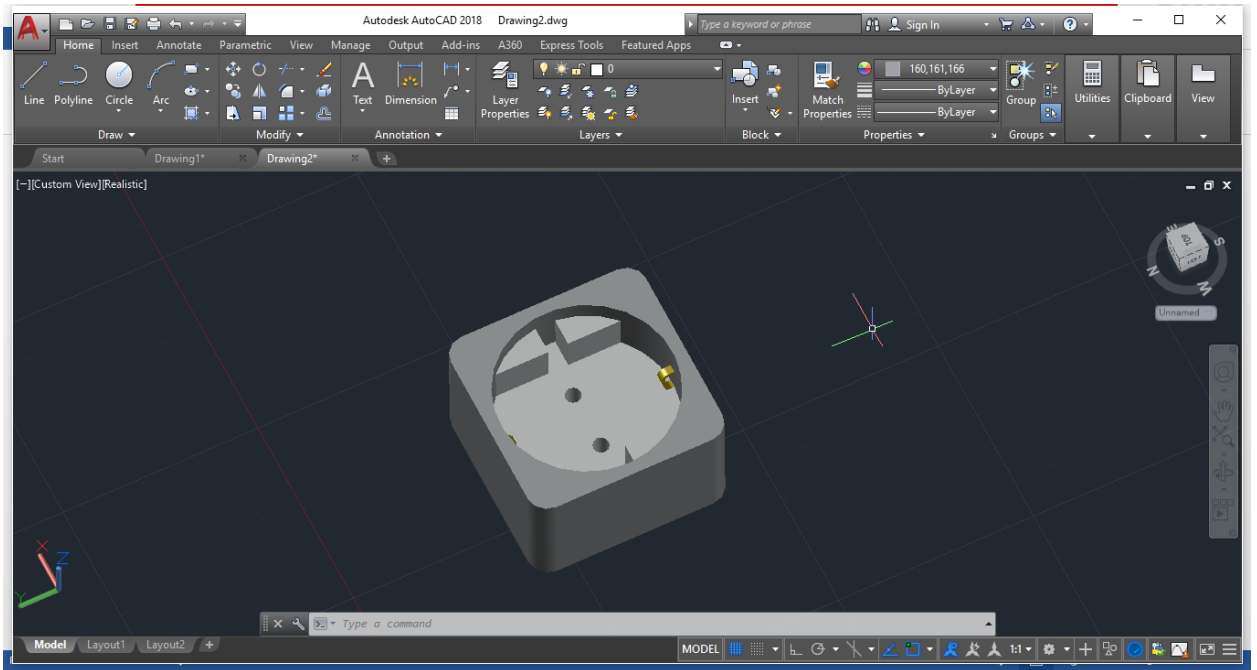 Autodesk AutoCAD 2018 Drawing2.dwg Type a keyword or phrase Sign In
Home Insert Annotate Parametric View Manage Output Add-ins A360 Express Tools Featured Apps
0 160,161,166
ByLayer
ByLayer
Line Polyline Circle Arc Text Dimension Layer Properties Insert Match Properties Group Utilities Clipboard View
Draw Modify Annotation Layers Block Properties Groups
Start Drawing1* Drawing2*
[−][Custom View][Realistic]
TOP
LEFT
E
S
N
W
Unnamed
X
Z
Y
Type a command
Model Layout1 Layout2 + MODEL 1:1